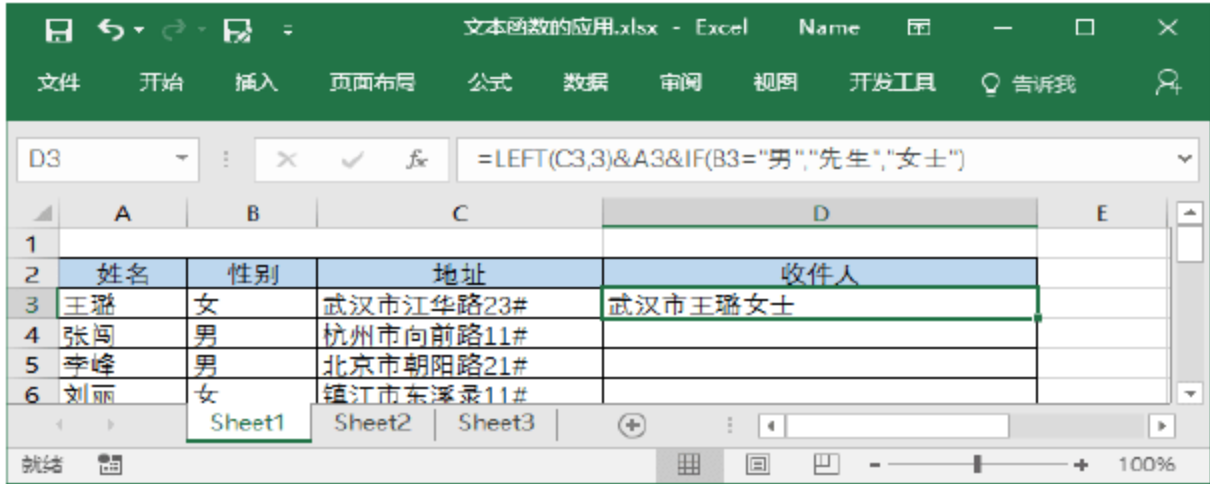 文本函数的应用.xlsx - Excel Name
文件 开始 插入 页面布局 公式 数据 审阅 视图 开发工具 告诉我
D3 fx =LEFT(C3,3)&A3&IF(B3="男","先生","女士")
A B C D E
1
2 姓名 性别 地址 收件人
3 王璐 女 武汉市江华路23# 武汉市王璐女士
4 张闯 男 杭州市向前路11#
5 李峰 男 北京市朝阳路21#
6 刘丽 女 镇江市东溪录11#
Sheet1 Sheet2 Sheet3
就绪 100%